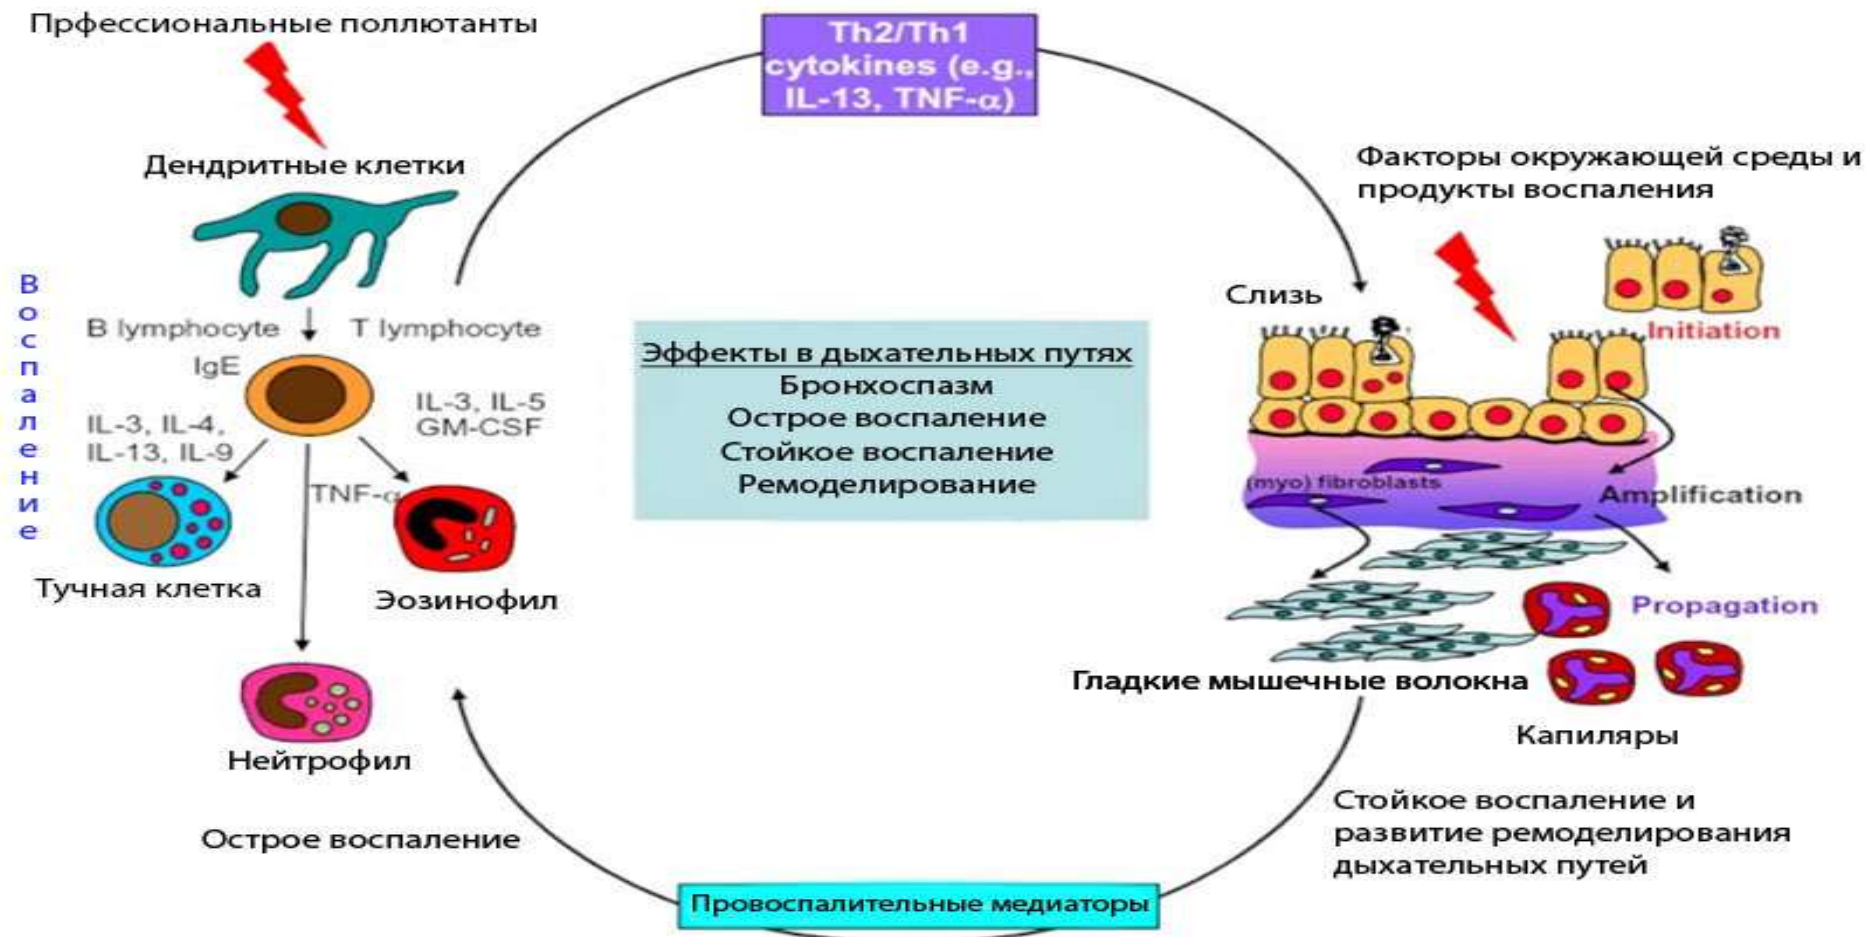 Прфессиональные поллютанты
Th2/Th1
cytokines (e.g.,
IL-13, TNF-α)
Дендритные клетки
Факторы окружающей среды и
продукты воспаления
Воспаление
B lymphocyte
T lymphocyte
IgE
IL-3, IL-4,
IL-13, IL-9
IL-3, IL-5
GM-CSF
TNF-α
Тучная клетка
Эозинофил
Нейтрофил
Острое воспаление
Эффекты в дыхательных путях
Бронхоспазм
Острое воспаление
Стойкое воспаление
Ремоделирование
Слизь
Initiation
(myo) fibroblasts
Amplification
Propagation
Гладкие мышечные волокна
Капиляры
Стойкое воспаление и
развитие ремоделирования
дыхательных путей
Провоспалительные медиаторы